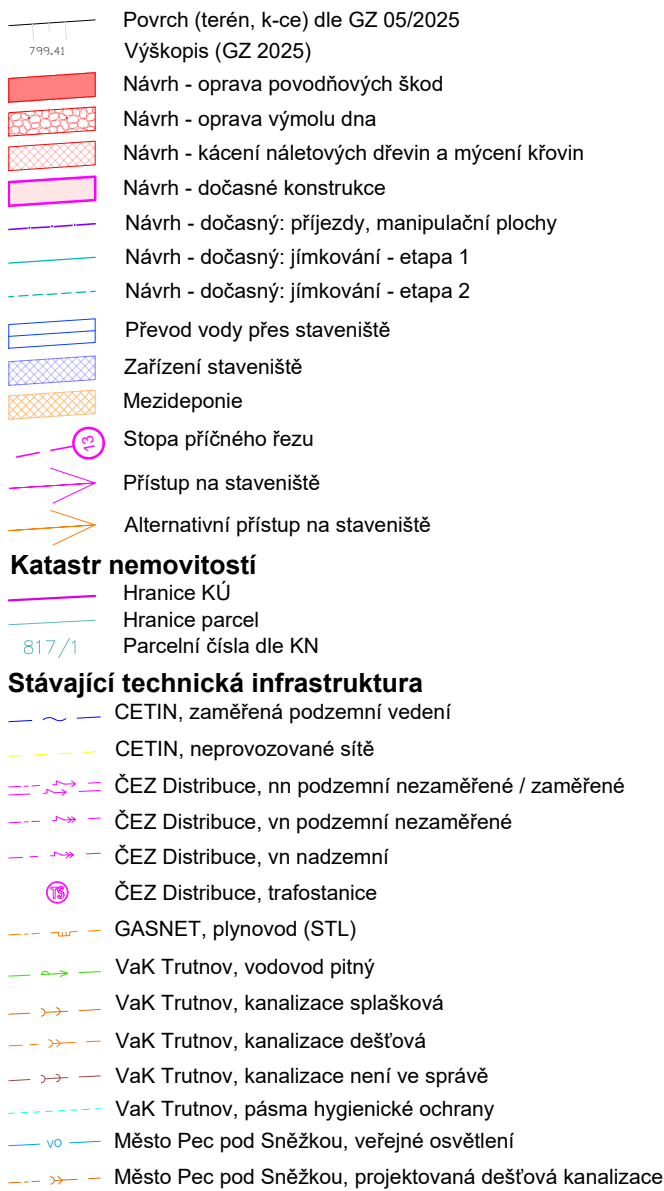 Povrch (terén, k-ce) dle GZ 05/2025
799.41 Výškopis (GZ 2025)
Návrh - oprava povodňových škod
Návrh - oprava výmolu dna
Návrh - kácení náletových dřevin a mýcení křovin
Návrh - dočasné konstrukce
Návrh - dočasný: příjezdy, manipulační plochy
Návrh - dočasný: jímkování - etapa 1
Návrh - dočasný: jímkování - etapa 2
Převod vody přes staveniště
Zařízení staveniště
Mezideponie
13 Stopa příčného řezu
Přístup na staveniště
Alternativní přístup na staveniště
Katastr nemovitostí
Hranice KÚ
Hranice parcel
817/1 Parcelní čísla dle KN
Stávající technická infrastruktura
CETIN, zaměřená podzemní vedení
CETIN, neprovozované sítě
ČEZ Distribuce, nn podzemní nezaměřené / zaměřené
ČEZ Distribuce, vn podzemní nezaměřené
ČEZ Distribuce, vn nadzemní
TS ČEZ Distribuce, trafostanice
GASNET, plynovod (STL)
VaK Trutnov, vodovod pitný
VaK Trutnov, kanalizace splašková
VaK Trutnov, kanalizace dešťová
VaK Trutnov, kanalizace není ve správě
VaK Trutnov, pásma hygienické ochrany
VO Město Pec pod Sněžkou, veřejné osvětlení
Město Pec pod Sněžkou, projektovaná dešťová kanalizace